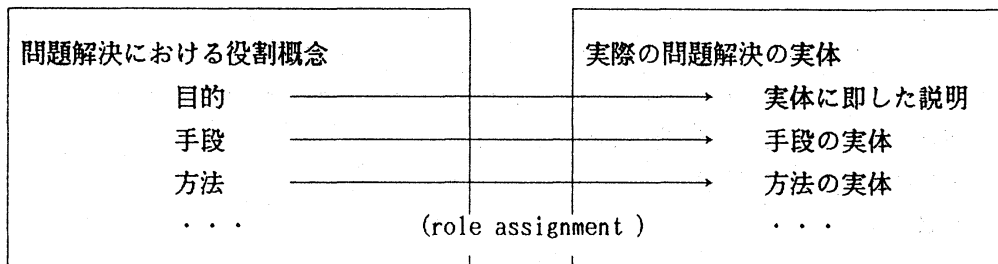 問題解決における役割概念
目的
手段
方法
・・・
実際の問題解決の実体
実体に即した説明
手段の実体
方法の実体
・・・
(role assignment )